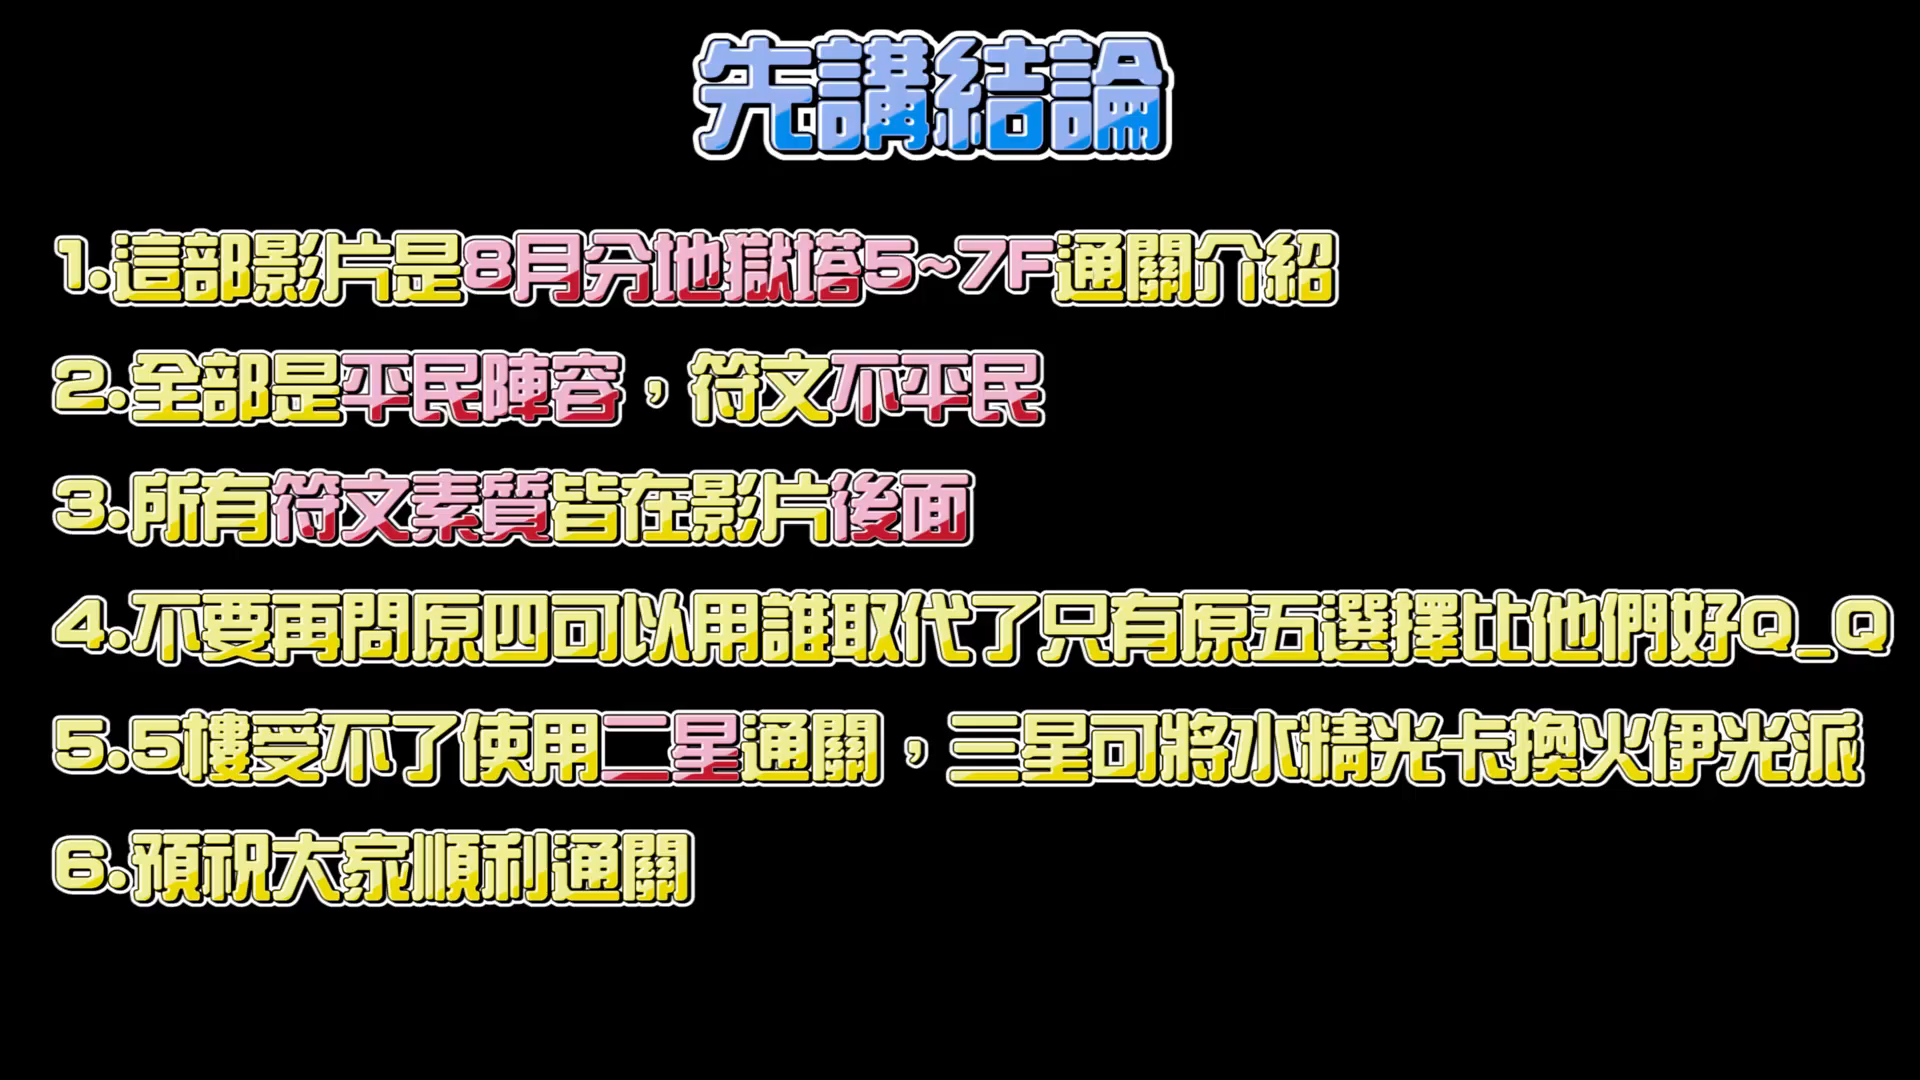 先講結論
1.這部影片是8月分地獄塔5~7F通關介紹
2.全部是平民陣容，符文不平民
3.所有符文素質皆在影片後面
4.不要再問原四可以用誰取代了只有原五選擇比他們好Q_Q
5.5樓受不了使用二星通關，三星可將水精光卡換火伊光派
6.預祝大家順利通關